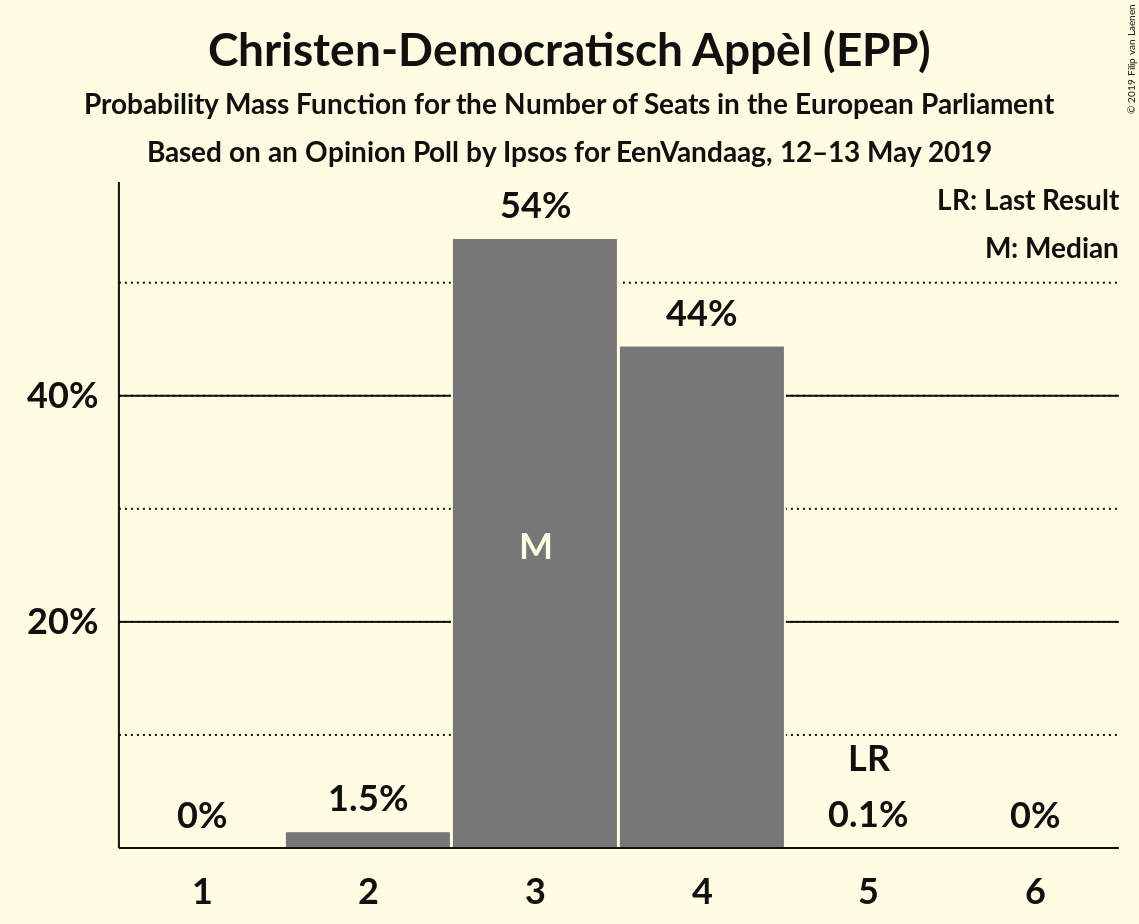 Christen-Democratisch Appèl (EPP)
Probability Mass Function for the Number of Seats in the European Parliament
Based on an Opinion Poll by Ipsos for EenVandaag, 12–13 May 2019
© 2019 Filip van Laenen
LR: Last Result
M: Median
54%
44%
40%
M
20%
LR
0%
1.5%
0.1%
0%
1
2
3
4
5
6